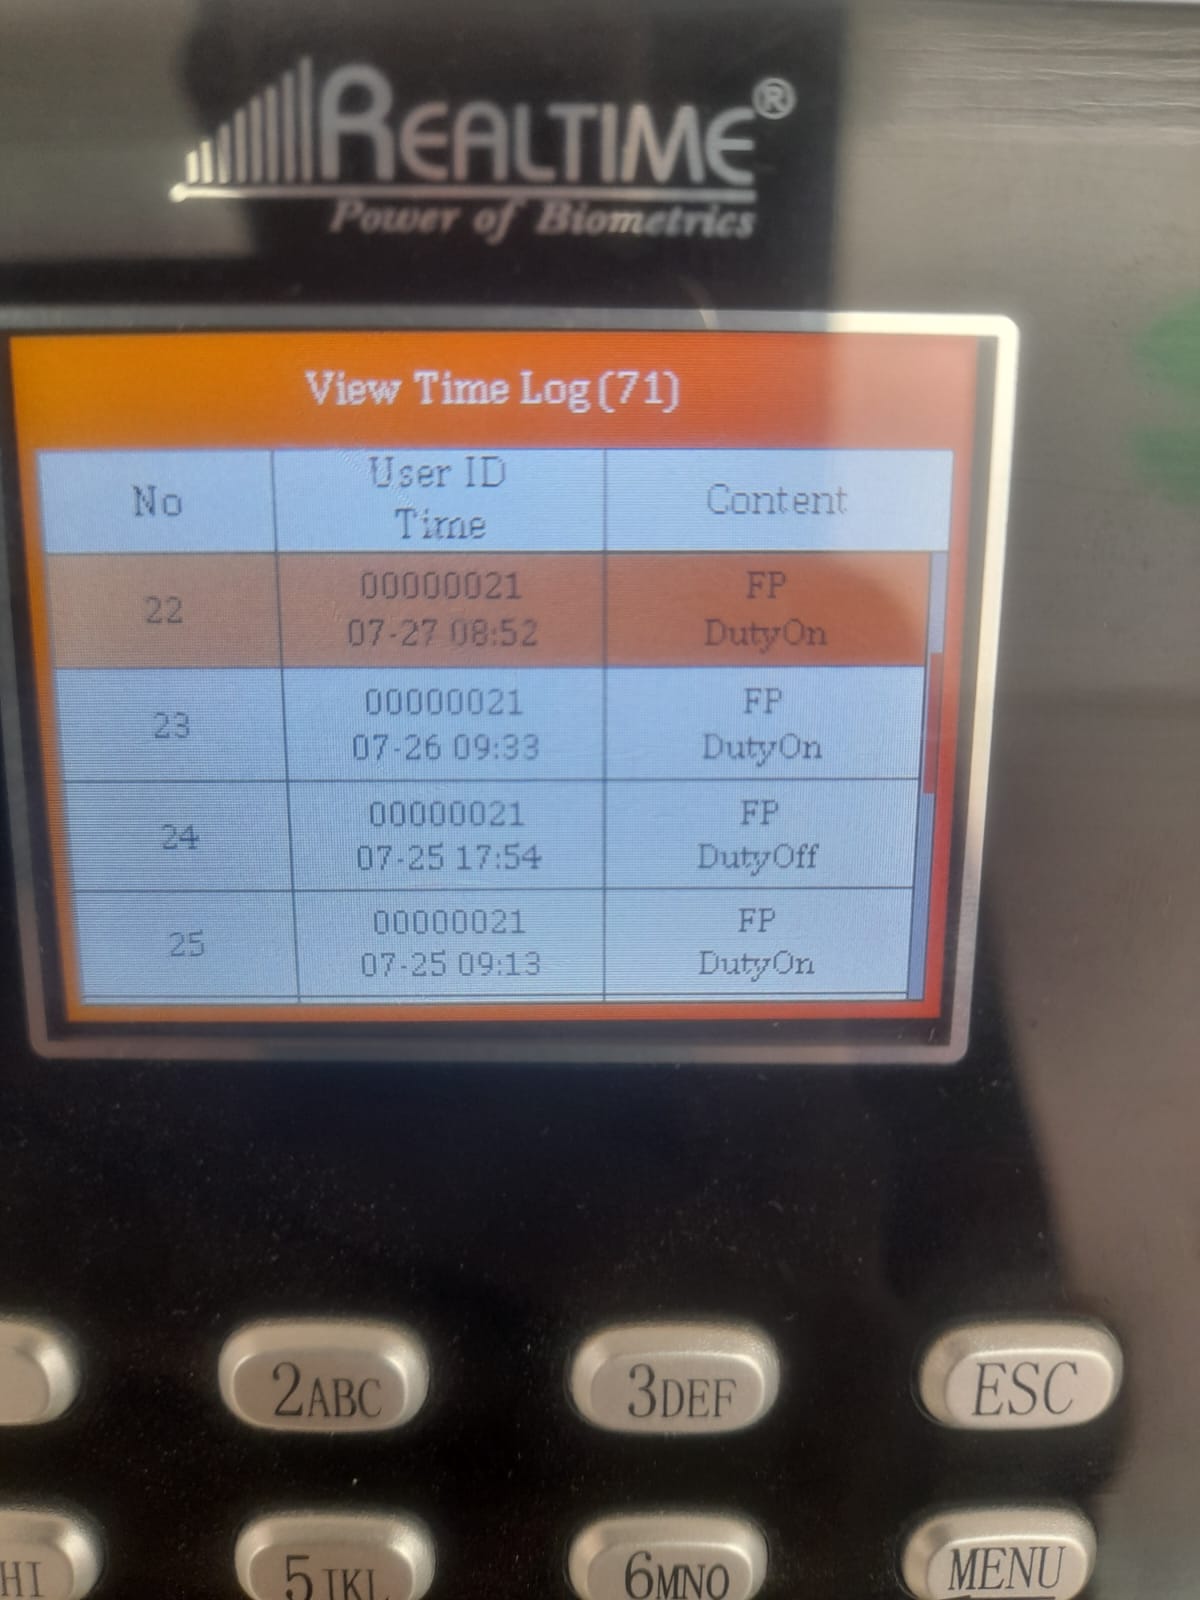 REALTIME®
Power of Biometrics
View Time Log(71)
No
User ID
Time
Content
22
00000021
07-27 08:52
FP
DutyOn
23
00000021
07-26 09:33
FP
DutyOn
24
00000021
07-25 17:54
FP
DutyOff
25
00000021
07-25 09:13
FP
DutyOn
2ABC
3DEF
ESC
HI
5JKL
6MNO
MENU